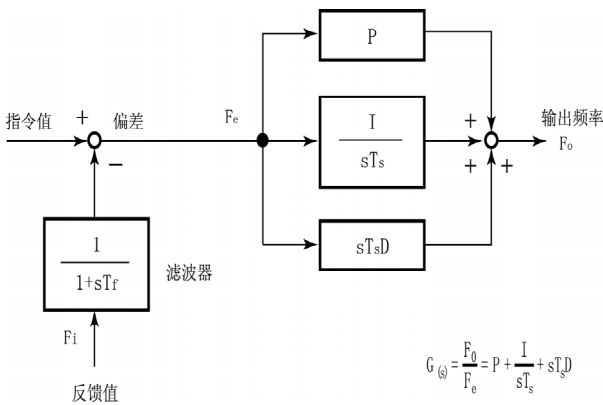 P
指令值
+
偏差
Fe
I
sTs
+
输出频率
Fo
−
+
+
sTsD
1
1+sTf
滤波器
Fi
反馈值
G(s) = F0/Fe = P + I/sTs + sTsD